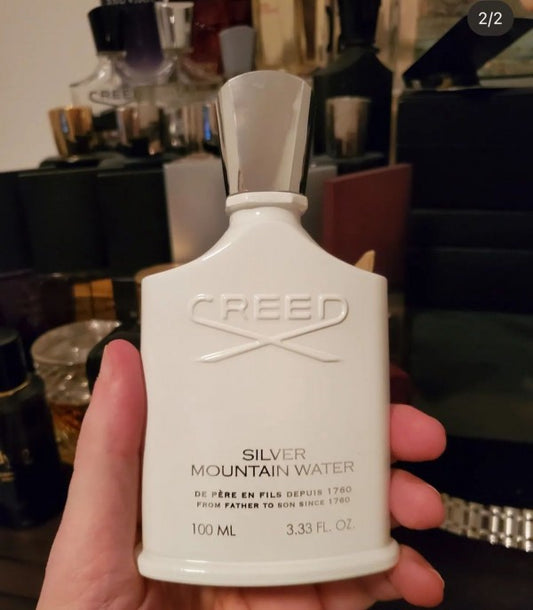 2/2
CREED
CREED
SILVER
MOUNTAIN WATER
DE PÈRE EN FILS DEPUIS 1760
FROM FATHER TO SON SINCE 1760
100 ML 3.33 FL. OZ.